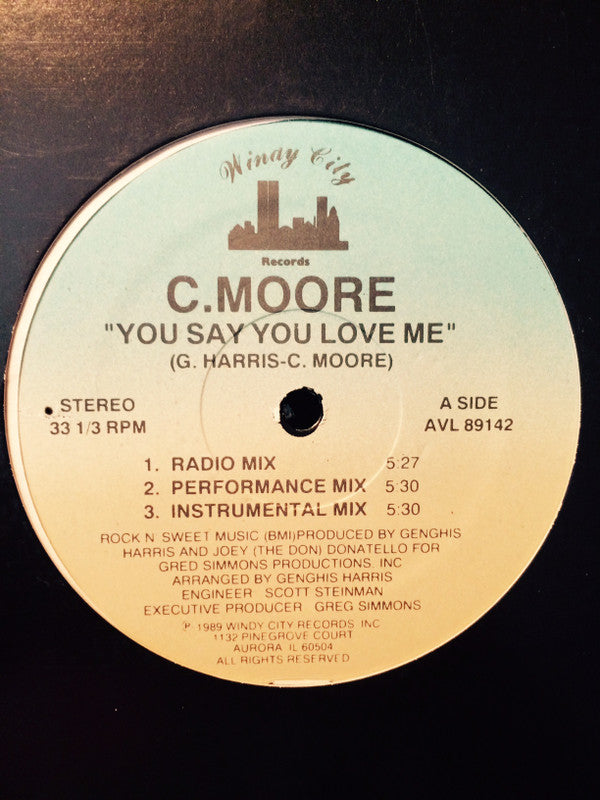 Windy City
Records
C.MOORE
"YOU SAY YOU LOVE ME"
(G. HARRIS-C. MOORE)
STEREO
33 1/3 RPM
A SIDE
AVL 89142
1. RADIO MIX 5:27
2. PERFORMANCE MIX 5:30
3. INSTRUMENTAL MIX 5:30
ROCK N SWEET MUSIC (BMI)PRODUCED BY GENGHIS
HARRIS AND JOEY (THE DON) DONATELLO FOR
GRED SIMMONS PRODUCTIONS, INC
ARRANGED BY GENGHIS HARRIS
ENGINEER SCOTT STEINMAN
EXECUTIVE PRODUCER GREG SIMMONS
℗ 1989 WINDY CITY RECORDS, INC
1132 PINEGROVE COURT
AURORA IL 60504
ALL RIGHTS RESERVED